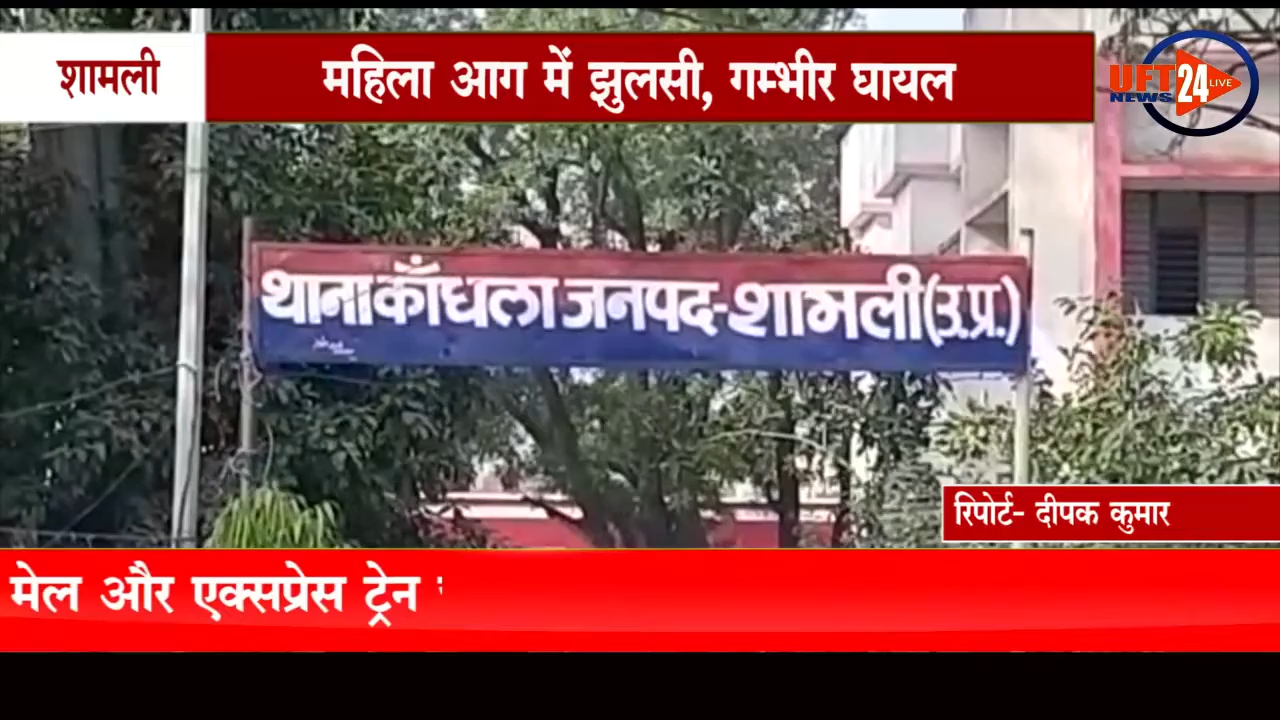 शामली
महिला आग में झुलसी, गम्भीर घायल
UFT NEWS 24 LIVE
थाना काँधला जनपद-शामली (उ.प्र.)
रिपोर्ट- दीपक कुमार
मेल और एक्सप्रेस ट्रेन